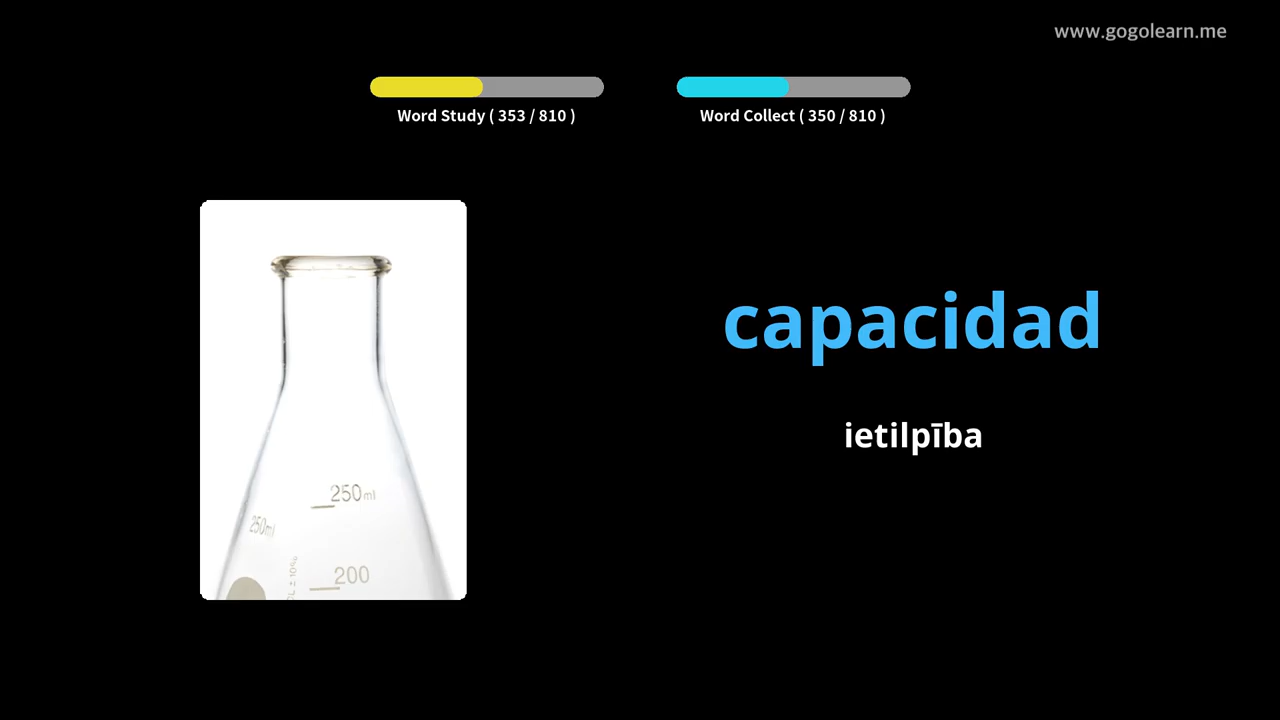 www.gogolearn.me
Word Study ( 353 / 810 )
Word Collect ( 350 / 810 )
capacidad
ietilpība
250ml
250ml
200